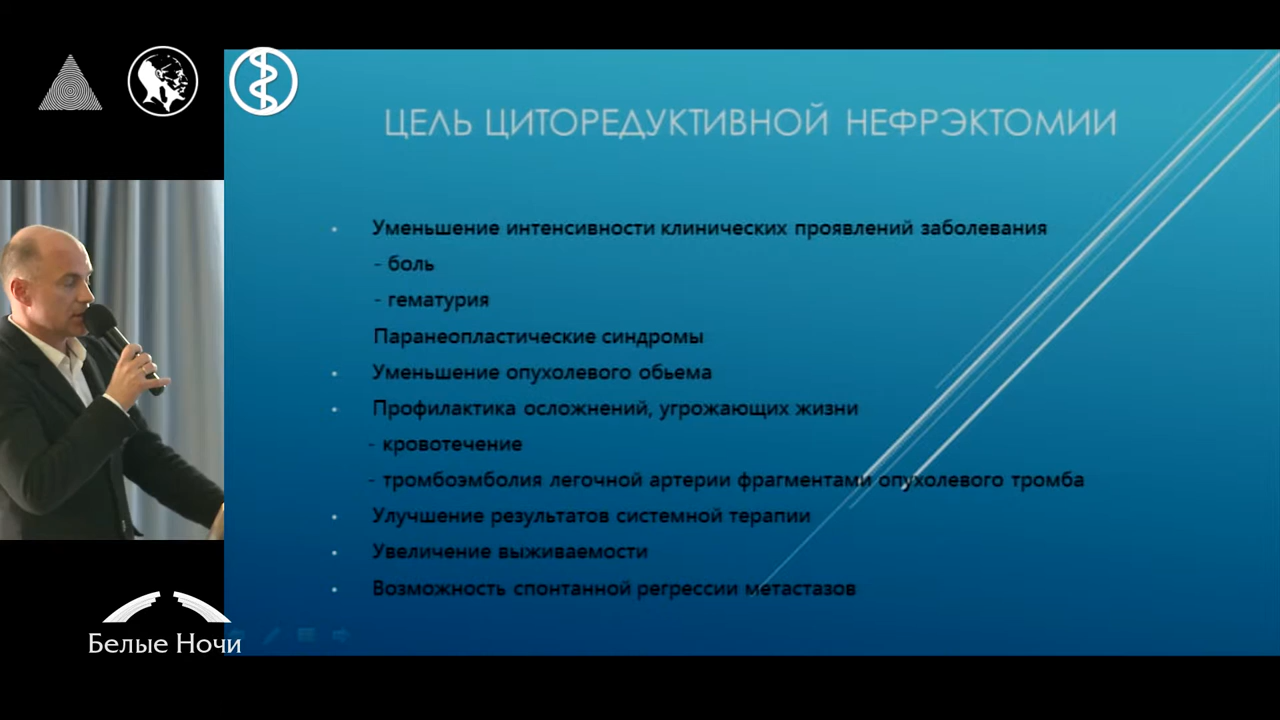 ЦЕЛЬ ЦИТОРЕДУКТИВНОЙ НЕФРЭКТОМИИ
• Уменьшение интенсивности клинических проявлений заболевания
- боль
- гематурия
Паранеопластические синдромы
• Уменьшение опухолевого обьема
• Профилактика осложнений, угрожающих жизни
- кровотечение
- тромбоэмболия легочной артерии фрагментами опухолевого тромба
• Улучшение результатов системной терапии
• Увеличение выживаемости
• Возможность спонтанной регрессии метастазов
Белые Ночи